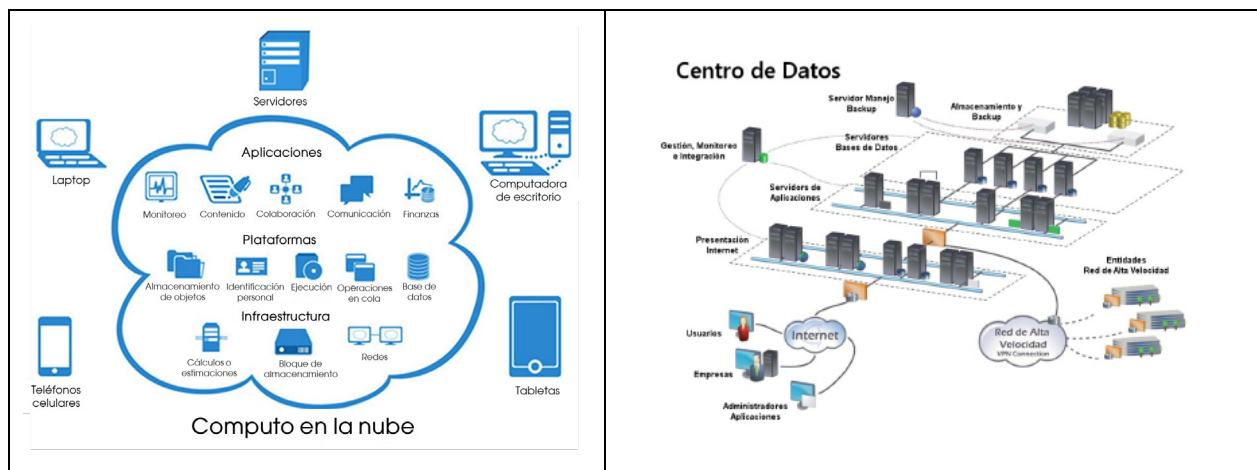 Servidores
Laptop
Computadora
de escritorio
Aplicaciones
Monitoreo
Contenido
Colaboración
Comunicación
Finanzas
Plataformas
Almacenamiento
de objetos
Identificación
personal
Ejecución
Operaciones
en cola
Base de
datos
Infraestructura
Cálculos o
estimaciones
Bloque de
almacenamiento
Redes
Teléfonos
celulares
Tabletas
Computo en la nube
Centro de Datos
Servidor Manejo
Backup
Almacenamiento y
Backup
Gestión, Monitoreo
e Integración
Servidores
Bases de Datos
Servidors de
Aplicaciones
Presentación
Internet
Entidades
Red de Alta Velocidad
Usuarios
Internet
Red de Alta
Velocidad
VPN Connection
Empresas
Administradores
Aplicaciones